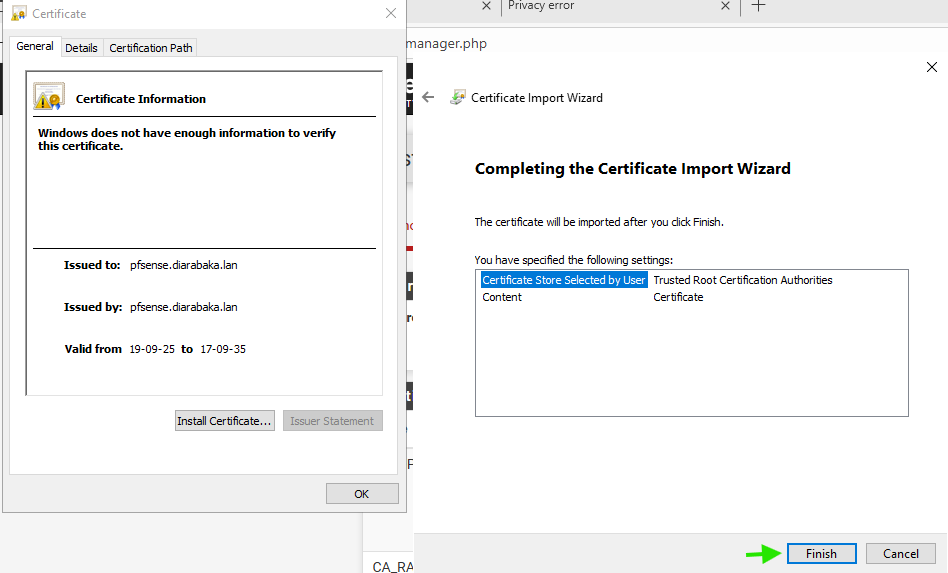 Certificate
General Details Certification Path
Certificate Information
Windows does not have enough information to verify
this certificate.
Issued to: pfsense.diarabaka.lan
Issued by: pfsense.diarabaka.lan
Valid from 19-09-25 to 17-09-35
Install Certificate... Issuer Statement
OK
Privacy error
manager.php
Certificate Import Wizard
Completing the Certificate Import Wizard
The certificate will be imported after you click Finish.
You have specified the following settings:
Certificate Store Selected by User Trusted Root Certification Authorities
Content Certificate
Finish Cancel
CA_RA